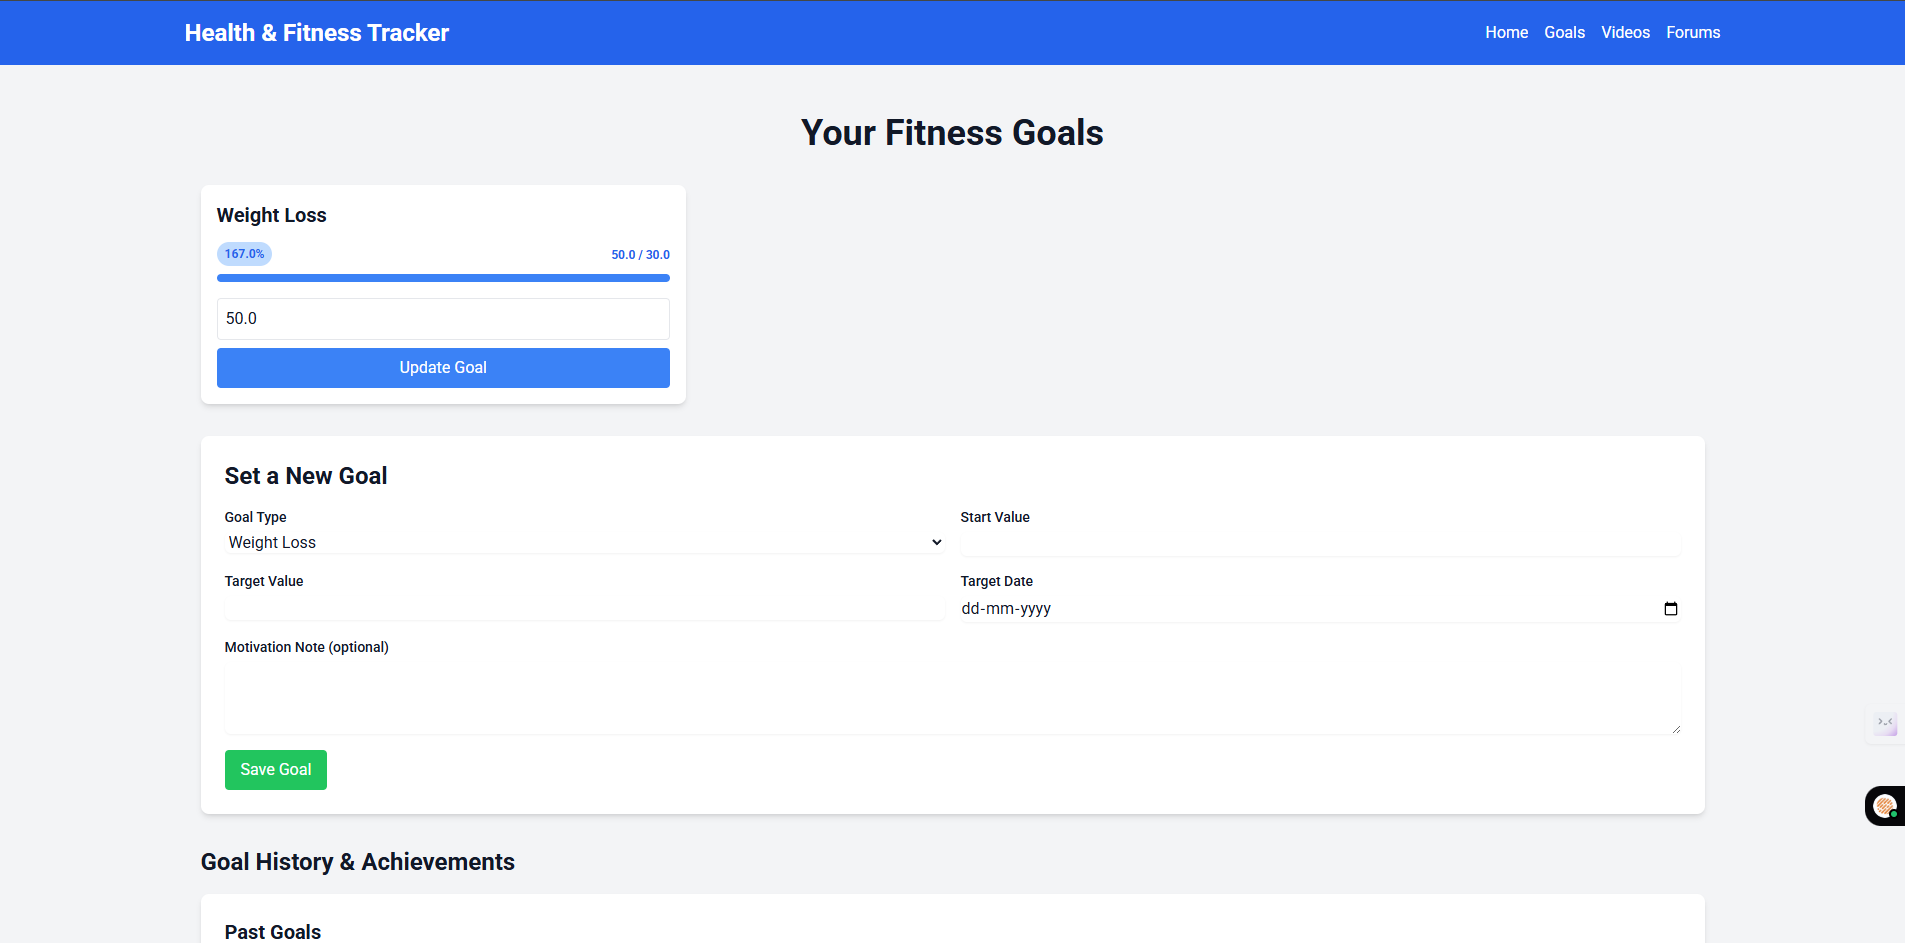 Health & Fitness Tracker
Home Goals Videos Forums
Your Fitness Goals
Weight Loss
167.0% 50.0 / 30.0
50.0
Update Goal
Set a New Goal
Goal Type Start Value
Weight Loss
Target Value Target Date
dd-mm-yyyy
Motivation Note (optional)
Save Goal
Goal History & Achievements
Past Goals